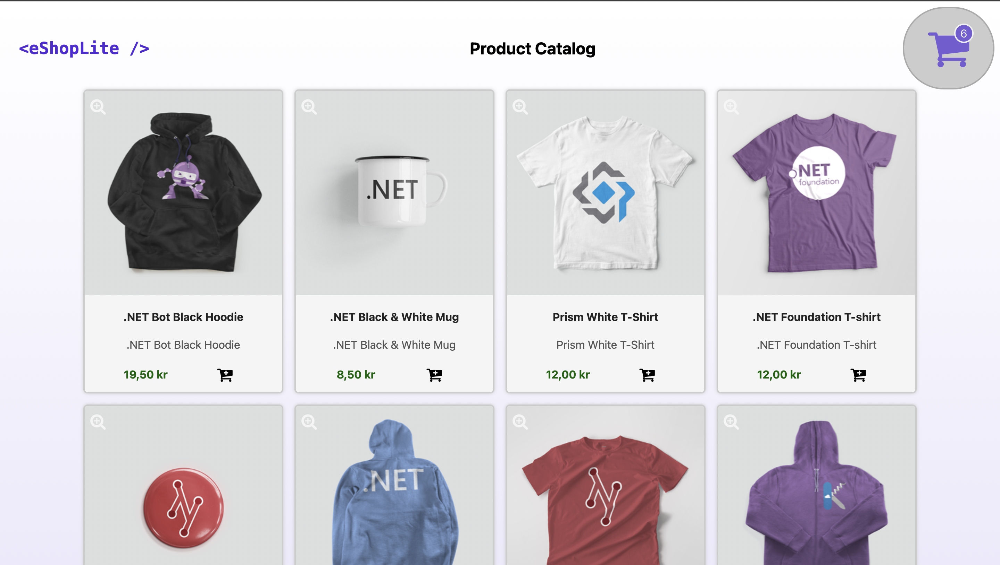 <eShopLite />
Product Catalog
6
.NET
.NET
foundation
.NET Bot Black Hoodie
.NET Black & White Mug
Prism White T-Shirt
.NET Foundation T-shirt
.NET Bot Black Hoodie
.NET Black & White Mug
Prism White T-Shirt
.NET Foundation T-shirt
19,50 kr
8,50 kr
12,00 kr
12,00 kr
.NET